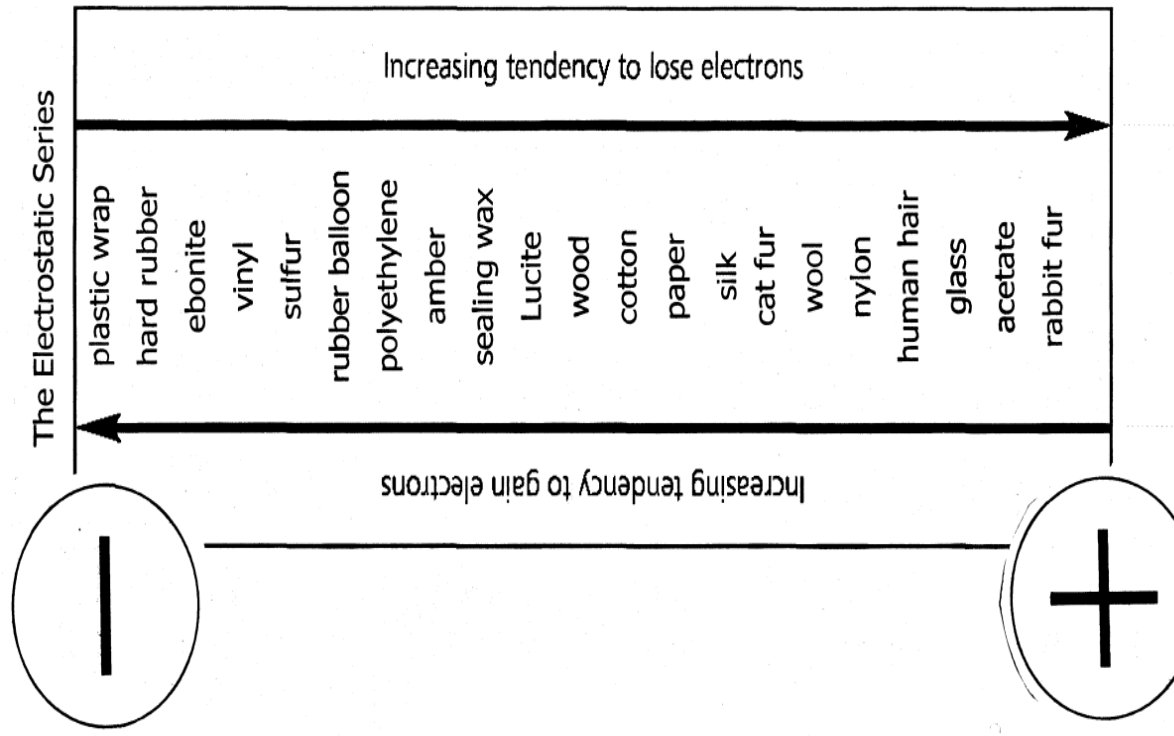 The Electrostatic Series
Increasing tendency to lose electrons
plastic wrap
hard rubber
ebonite
vinyl
sulfur
rubber balloon
polyethylene
amber
sealing wax
Lucite
wood
cotton
paper
silk
cat fur
wool
nylon
human hair
glass
acetate
rabbit fur
Increasing tendency to gain electrons
−
+